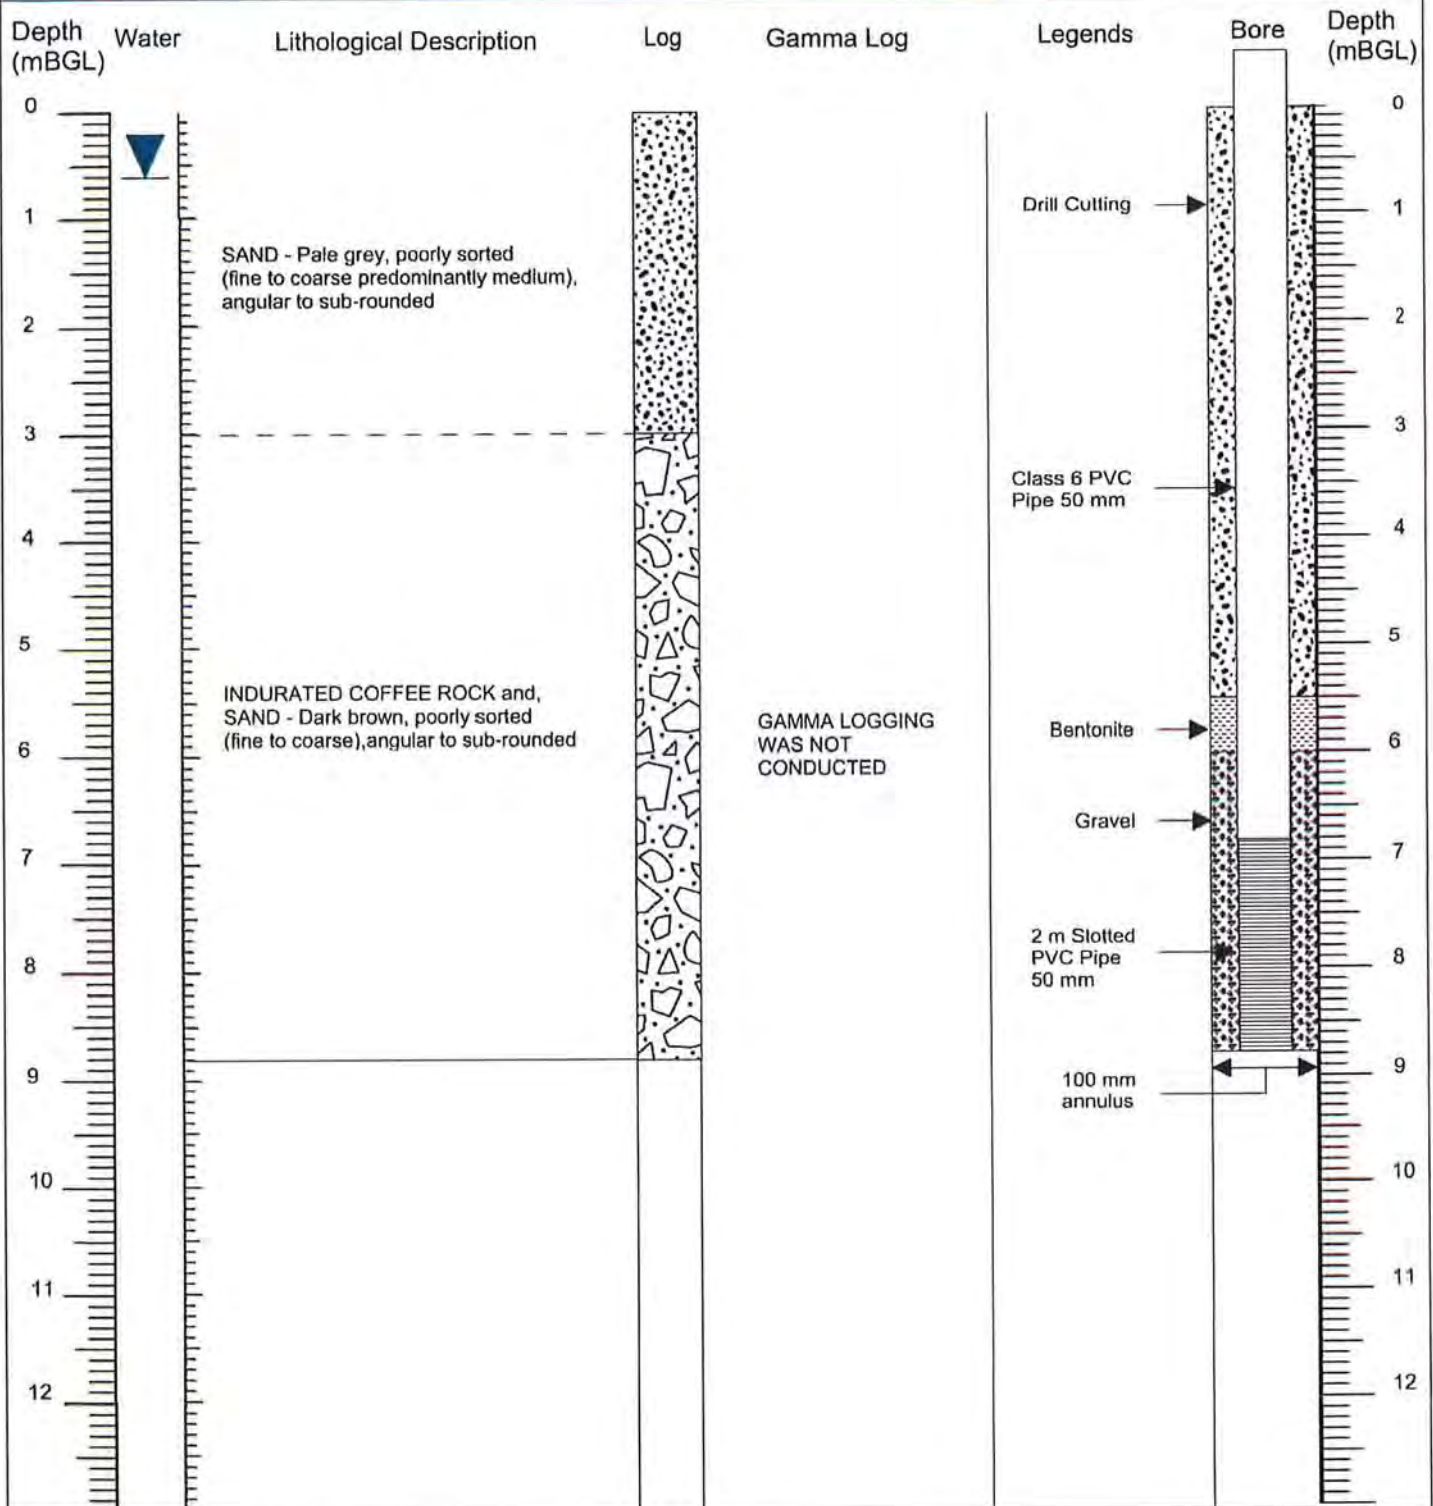 Depth
(mBGL)
Water
Lithological Description
Log
Gamma Log
Legends
Bore
Depth
(mBGL)
0
1
2
3
4
5
6
7
8
9
10
11
12
SAND - Pale grey, poorly sorted
(fine to coarse predominantly medium),
angular to sub-rounded
INDURATED COFFEE ROCK and,
SAND - Dark brown, poorly sorted
(fine to coarse),angular to sub-rounded
GAMMA LOGGING
WAS NOT
CONDUCTED
Drill Cutting
Class 6 PVC
Pipe 50 mm
Bentonite
Gravel
2 m Slotted
PVC Pipe
50 mm
100 mm
annulus
0
1
2
3
4
5
6
7
8
9
10
11
12